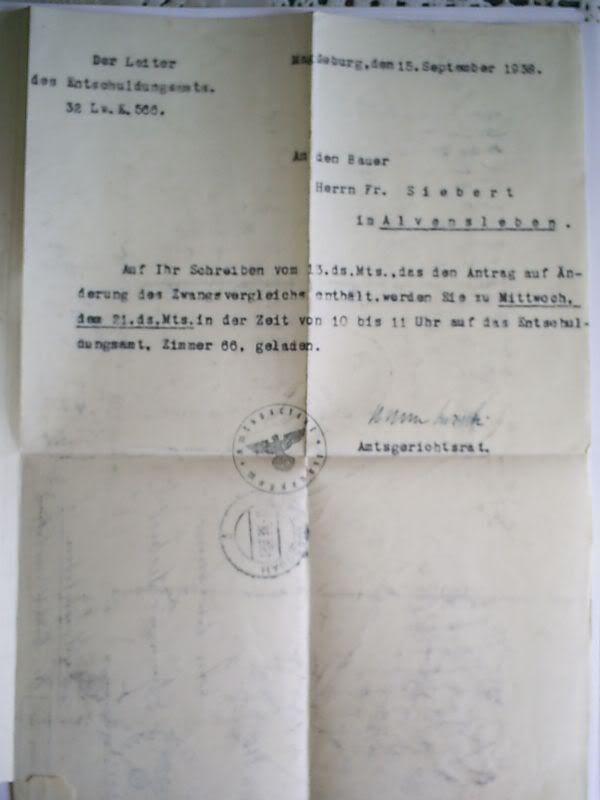 Der Leiter
des Entschuldungsamts.
32 Lw.E. 566.
Magdeburg,den 15.September 1938.
An den Bauer
Herrn Fr. Siebert
in Alvensleben.
Auf Ihr Schreiben vom 13.ds.Mts.,das den Antrag auf Än-
derung des Zwangsvergleichs enthält,werden Sie zu Mittwoch,
dem 21.ds.Mts.in der Zeit von 10 bis 11 Uhr auf das Entschul-
dungsamt, Zimmer 66, geladen.
Amtsgerichtsrat.